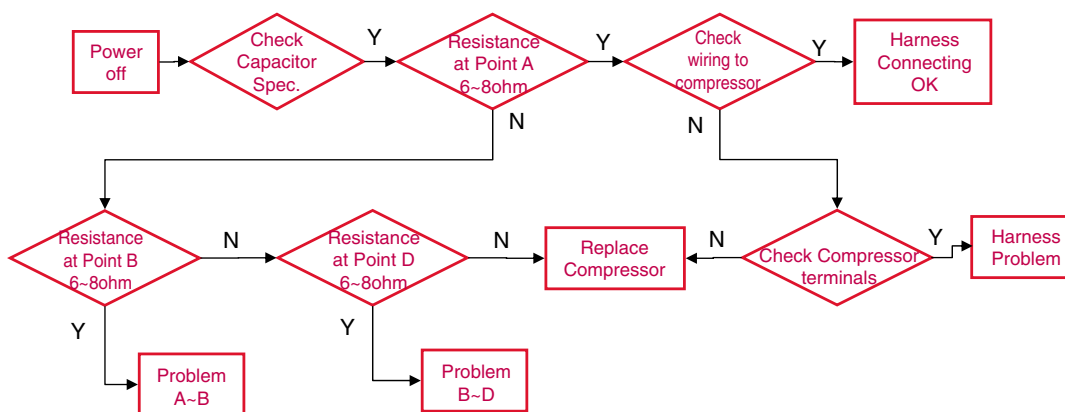 Power
off
Check
Capacitor
Spec.
Y
Resistance
at Point A
6~8ohm
Y
Check
wiring to
compressor
Y
Harness
Connecting
OK
N
N
Resistance
at Point B
6~8ohm
N
Resistance
at Point D
6~8ohm
N
Replace
Compressor
N
Check Compressor
terminals
Y
Harness
Problem
Y
Y
Problem
A~B
Problem
B~D